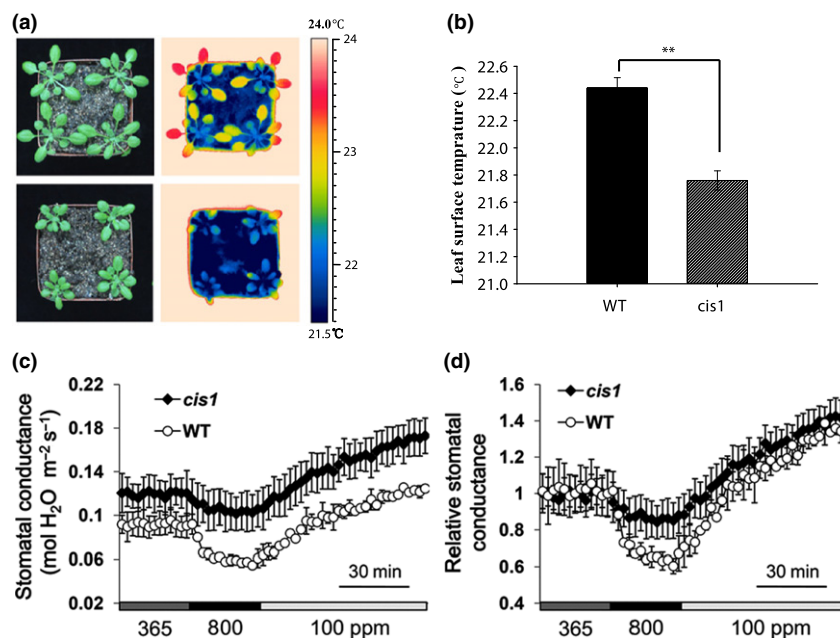 (a)
24.0℃
24
23
22
21.5℃
(b)
**
Leaf surface temprature (℃)
22.6
22.4
22.2
22.0
21.8
21.6
21.4
21.2
21.0
WT
cis1
(c)
Stomatal conductance
(mol H₂O m⁻² s⁻¹)
0.22
0.18
0.14
0.1
0.06
0.02
cis1
WT
30 min
365
800
100 ppm
(d)
Relative stomatal
conductance
1.6
1.4
1.2
1
0.8
0.6
0.4
cis1
WT
30 min
365
800
100 ppm